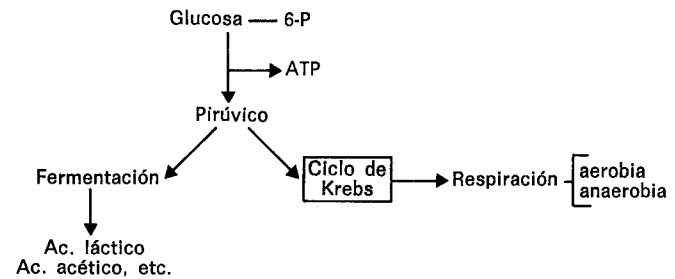 Glucosa — 6-P
ATP
Pirúvico
Fermentación
Ciclo de
Krebs
Respiración
aerobia
anaerobia
Ac. láctico
Ac. acético, etc.